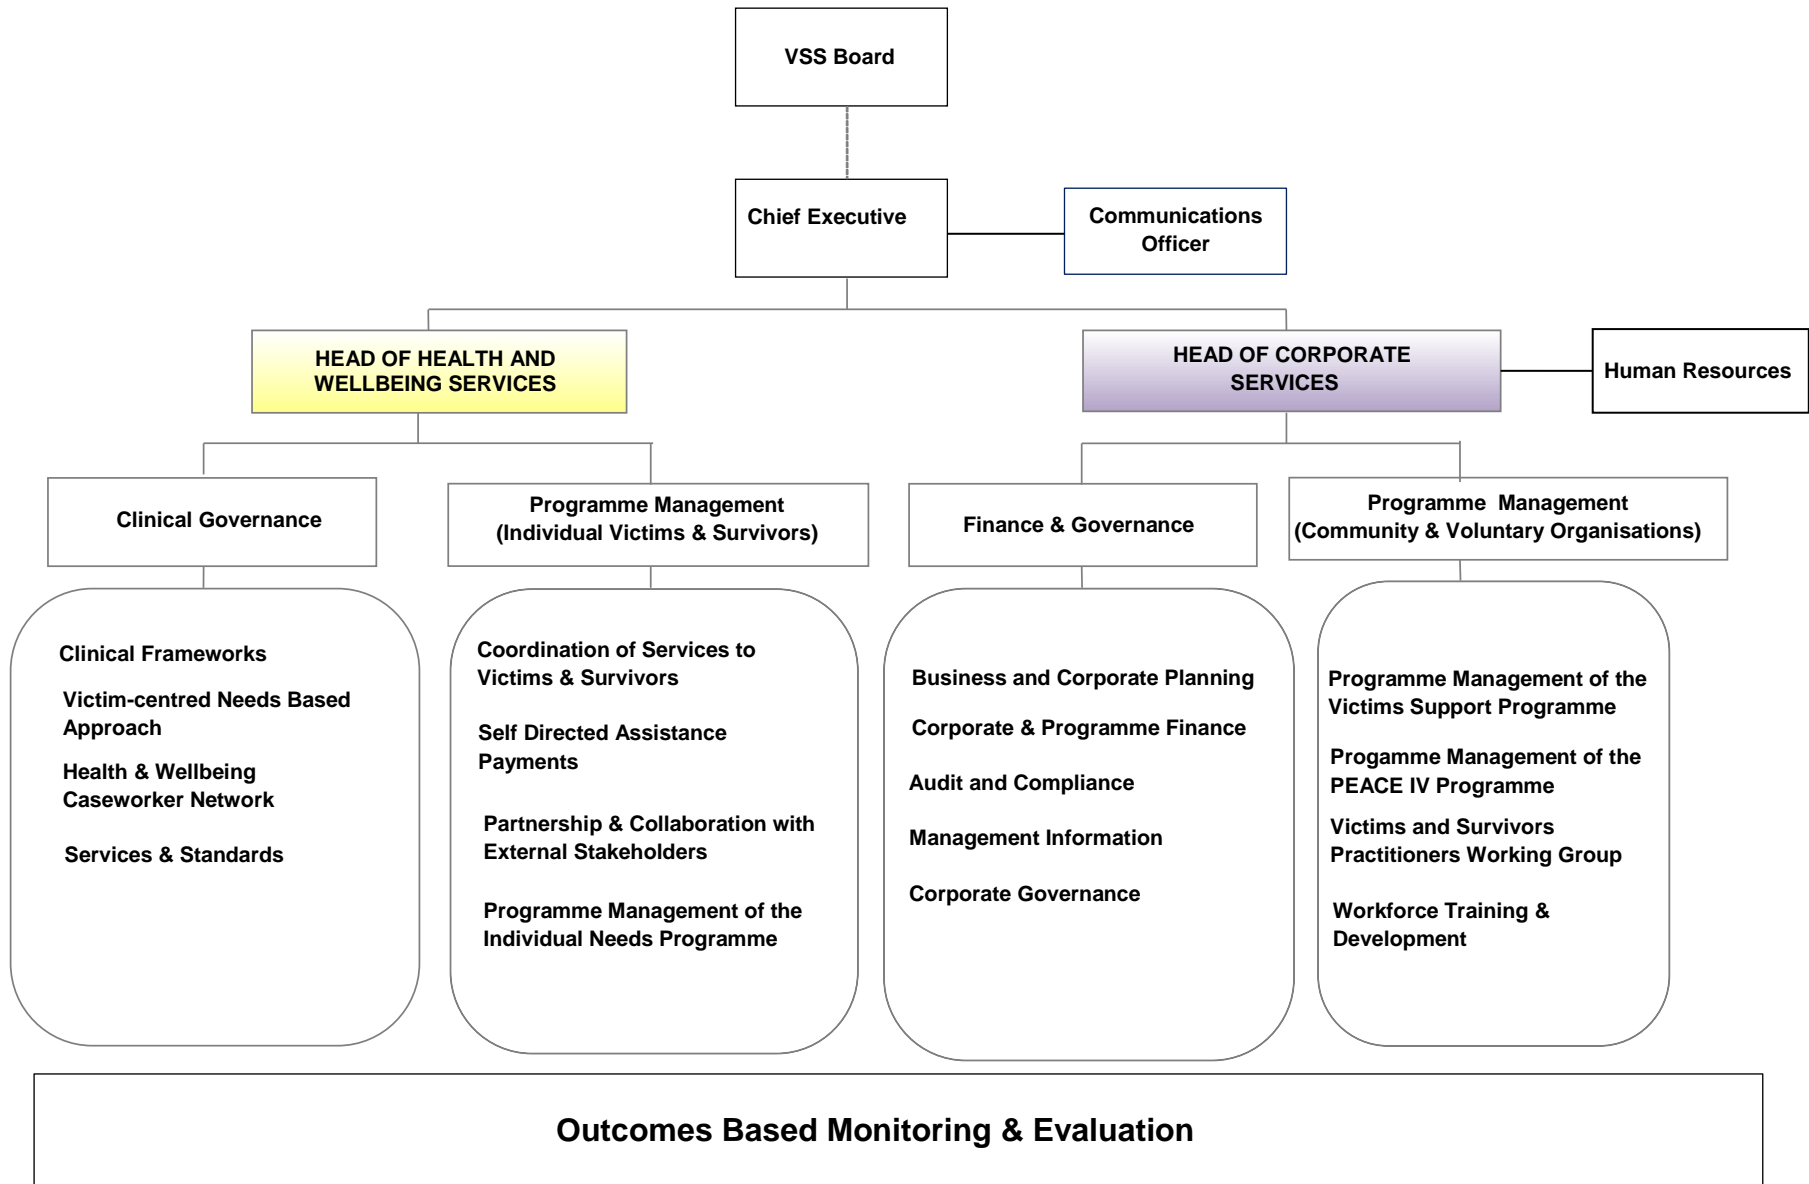 VSS Board
Chief Executive
Communications
Officer
HEAD OF HEALTH AND
WELLBEING SERVICES
HEAD OF CORPORATE
SERVICES
Human Resources
Clinical Governance
Programme Management
(Individual Victims & Survivors)
Finance & Governance
Programme  Management
(Community & Voluntary Organisations)
Clinical Frameworks
Victim-centred Needs Based
Approach
Health & Wellbeing
Caseworker Network
Services & Standards
Coordination of Services to
Victims & Survivors
Self Directed Assistance
Payments
Partnership & Collaboration with
External Stakeholders
Programme Management of the
Individual Needs Programme
Business and Corporate Planning
Corporate & Programme Finance
Audit and Compliance
Management Information
Corporate Governance
Programme Management of the
Victims Support Programme
Progamme Management of the
PEACE IV Programme
Victims and Survivors
Practitioners Working Group
Workforce Training &
Development
Outcomes Based Monitoring & Evaluation